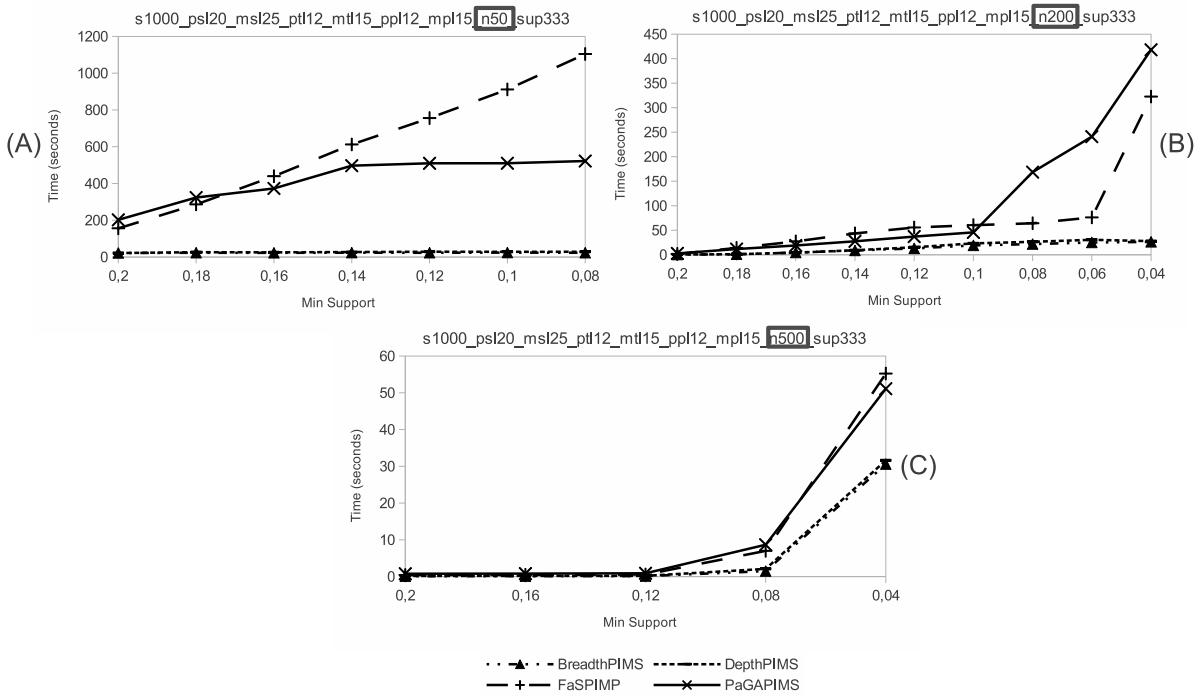 s1000_psl20_msl25_ptl12_mtl15_ppl12_mpl15_n50_sup333
(A)
Time (seconds)
1200
1000
800
600
400
200
0
0,2 0,18 0,16 0,14 0,12 0,1 0,08
Min Support
s1000_psl20_msl25_ptl12_mtl15_ppl12_mpl15_n200_sup333
(B)
Time (seconds)
450
400
350
300
250
200
150
100
50
0
0,2 0,18 0,16 0,14 0,12 0,1 0,08 0,06 0,04
Min Support
s1000_psl20_msl25_ptl12_mtl15_ppl12_mpl15_n500_sup333
(C)
Time (seconds)
60
50
40
30
20
10
0
0,2 0,16 0,12 0,08 0,04
Min Support
BreadthPIMS DepthPIMS
FaSPIMP PaGAPIMS